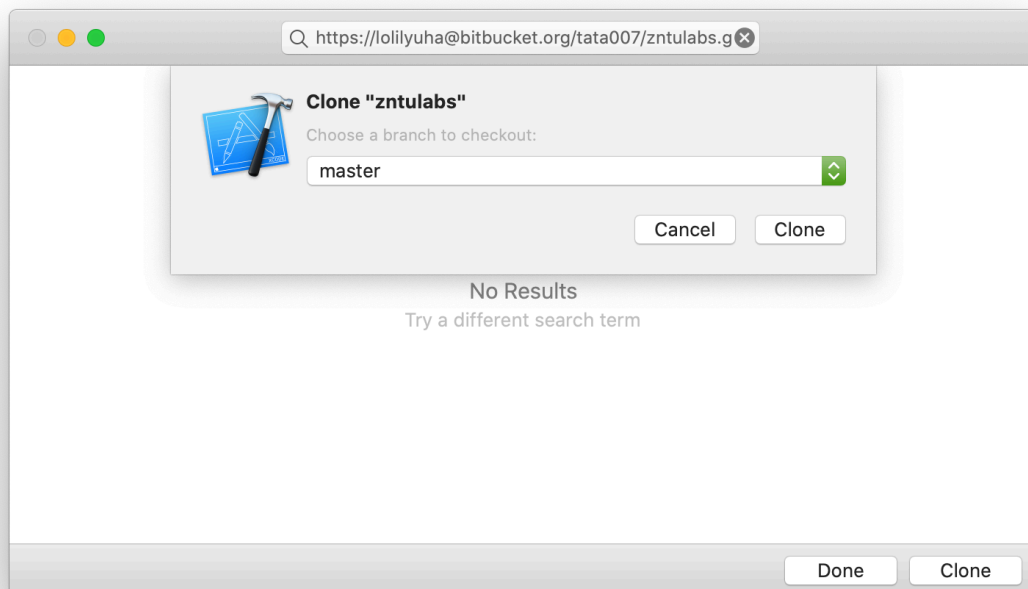 https://lolilyuha@bitbucket.org/tata007/zntulabs.g
Clone "zntulabs"
Choose a branch to checkout:
master
Cancel
Clone
No Results
Try a different search term
Done
Clone